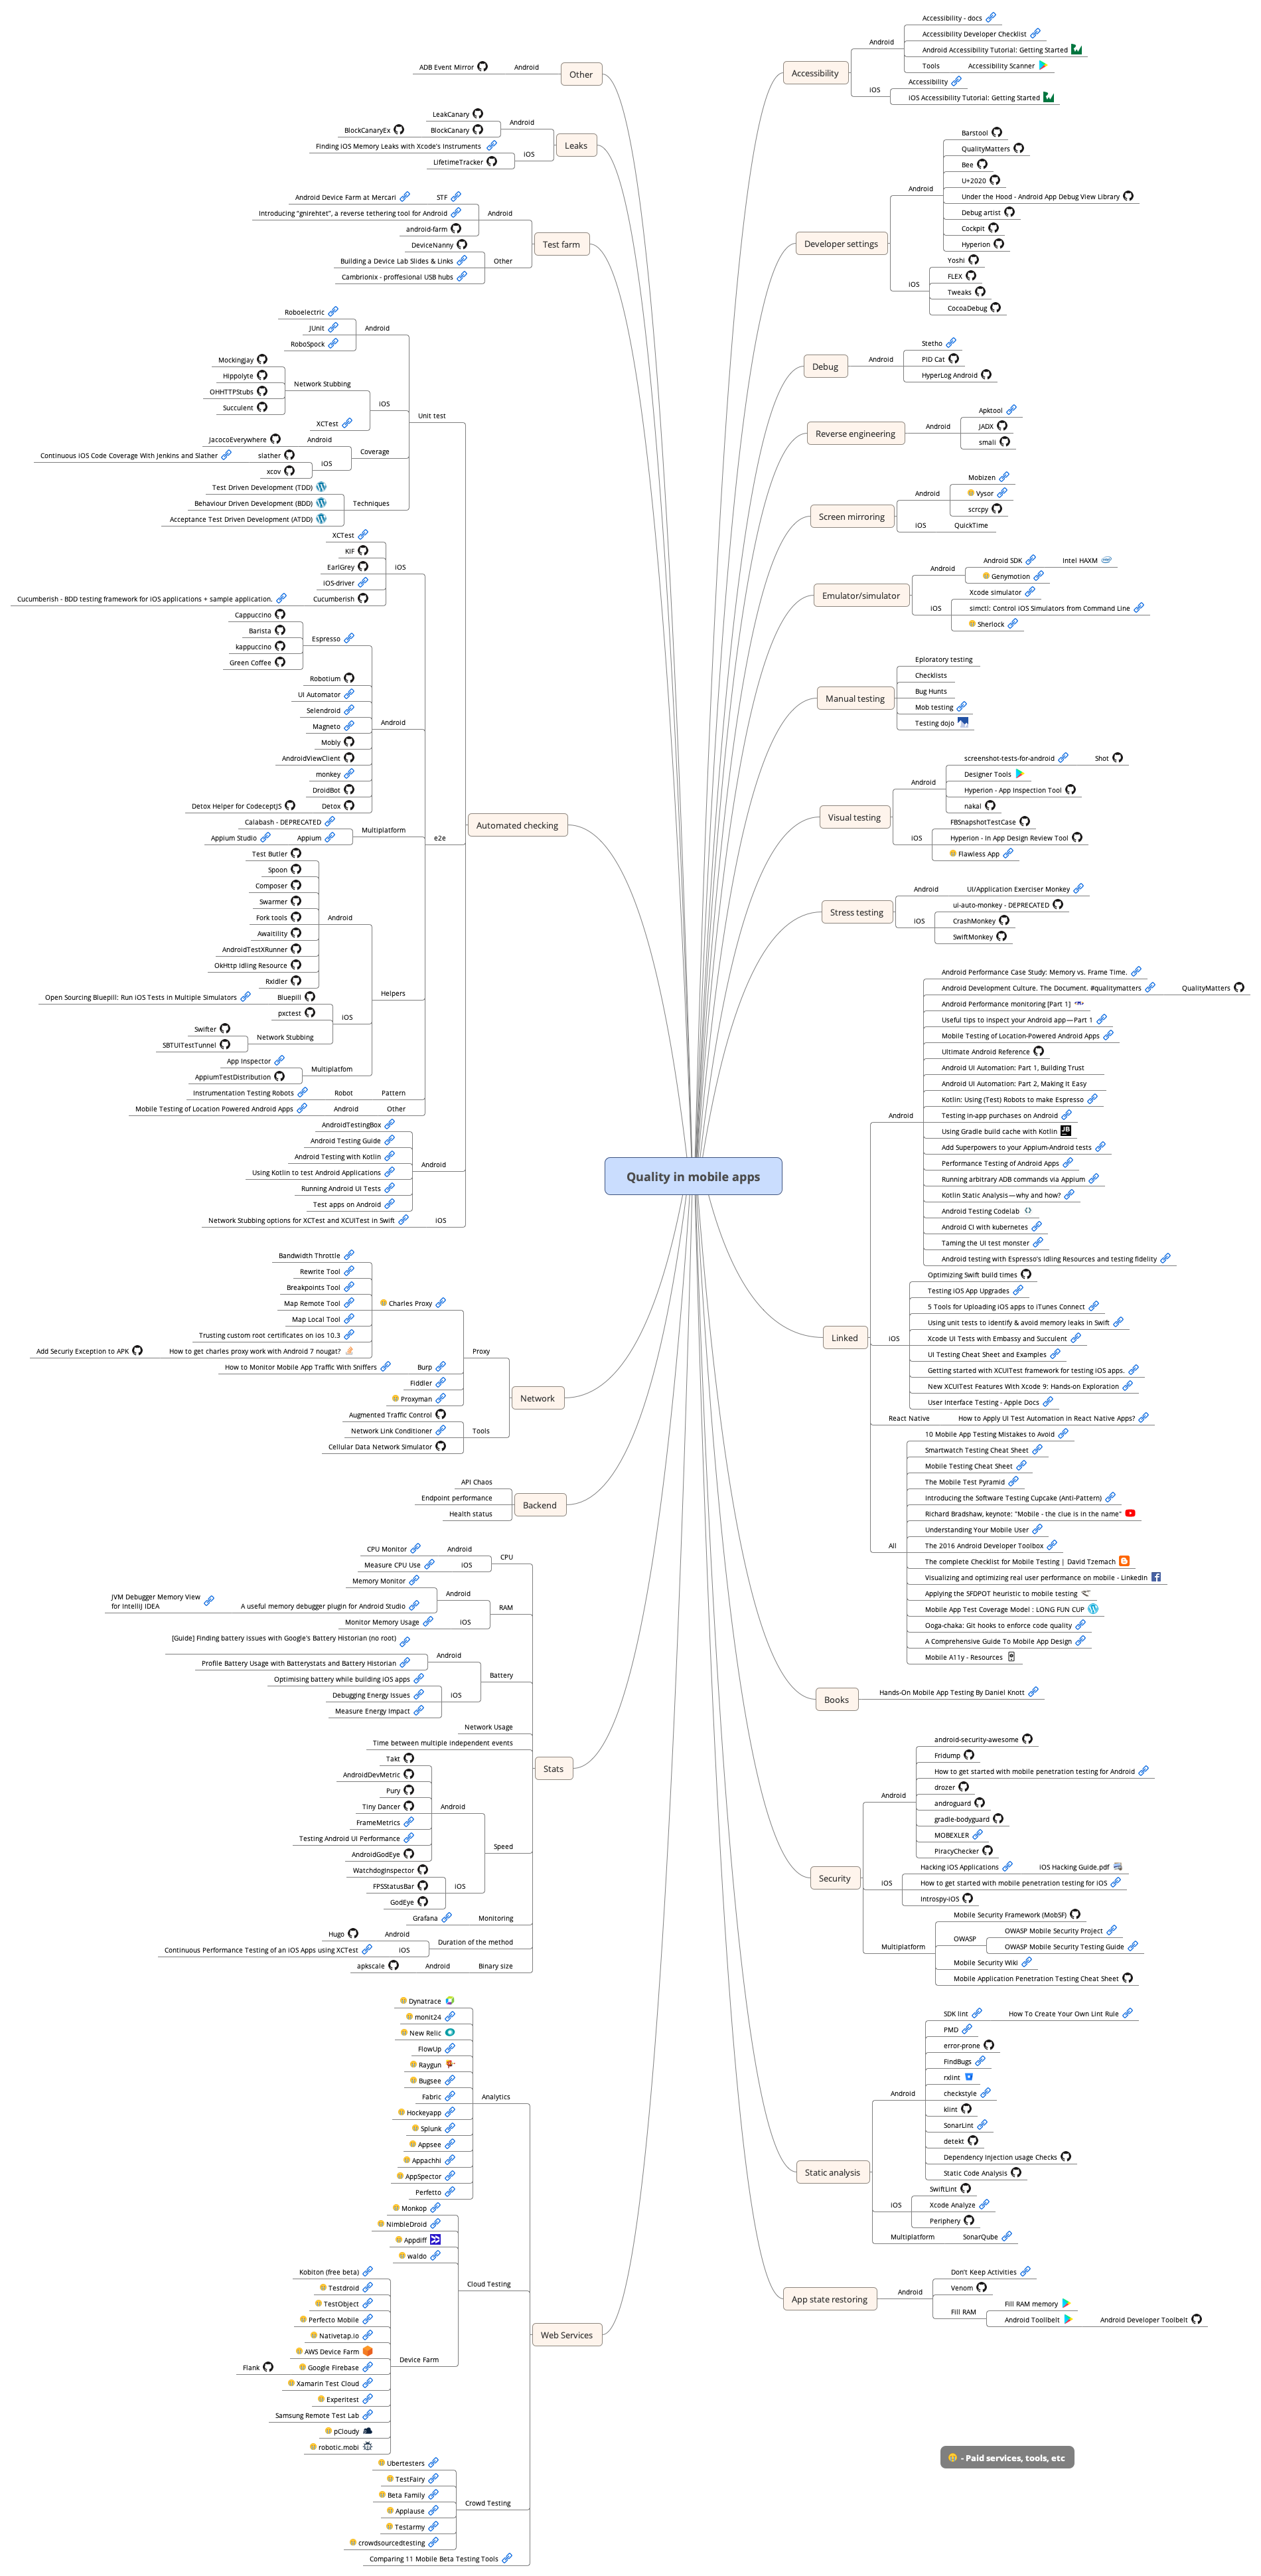 Quality in mobile apps
Other
Android
ADB Event Mirror
Leaks
Android
LeakCanary
BlockCanary
BlockCanaryEx
iOS
Finding iOS Memory Leaks with Xcode's Instruments
LifetimeTracker
Test farm
Android
STF
Android Device Farm at Mercari
Introducing "gnirehtet", a reverse tethering tool for Android
android-farm
Other
DeviceNanny
Building a Device Lab Slides & Links
Cambrionix - proffesional USB hubs
Automated checking
Unit test
Android
Roboelectric
JUnit
RoboSpock
iOS
Network Stubbing
Mockingjay
Hippolyte
OHHTTPStubs
Succulent
XCTest
Coverage
Android
JacocoEverywhere
iOS
slather
Continuous iOS Code Coverage With Jenkins and Slather
xcov
Techniques
Test Driven Development (TDD)
Behaviour Driven Development (BDD)
Acceptance Test Driven Development (ATDD)
e2e
iOS
XCTest
KIF
EarlGrey
iOS-driver
Cucumberish
Cucumberish - BDD testing framework for iOS applications + sample application.
Android
Espresso
Cappuccino
Barista
kappuccino
Green Coffee
Robotium
UI Automator
Selendroid
Magneto
Mobly
AndroidViewClient
monkey
DroidBot
Detox
Detox Helper for CodeceptJS
Multiplatform
Calabash - DEPRECATED
Appium
Appium Studio
Helpers
Android
Test Butler
Spoon
Composer
Swarmer
Fork tools
Awaitility
AndroidTestXRunner
OkHttp Idling Resource
RxIdler
iOS
Bluepill
Open Sourcing Bluepill: Run iOS Tests in Multiple Simulators
pxctest
Network Stubbing
Swifter
SBTUITestTunnel
Multiplatfom
App Inspector
AppiumTestDistribution
Pattern
Robot
Instrumentation Testing Robots
Other
Android
Mobile Testing of Location Powered Android Apps
Android
AndroidTestingBox
Android Testing Guide
Android Testing with Kotlin
Using Kotlin to test Android Applications
Running Android UI Tests
Test apps on Android
iOS
Network Stubbing options for XCTest and XCUITest in Swift
Network
Proxy
Charles Proxy
Bandwidth Throttle
Rewrite Tool
Breakpoints Tool
Map Remote Tool
Map Local Tool
Trusting custom root certificates on ios 10.3
How to get charles proxy work with Android 7 nougat?
Add Securiy Exception to APK
Burp
How to Monitor Mobile App Traffic With Sniffers
Fiddler
Proxyman
Tools
Augmented Traffic Control
Network Link Conditioner
Cellular Data Network Simulator
Backend
API Chaos
Endpoint performance
Health status
Stats
CPU
Android
CPU Monitor
iOS
Measure CPU Use
RAM
Android
Memory Monitor
A useful memory debugger plugin for Android Studio
JVM Debugger Memory View
for IntelliJ IDEA
iOS
Monitor Memory Usage
Battery
Android
[Guide] Finding battery issues with Google's Battery Historian (no root)
Profile Battery Usage with Batterystats and Battery Historian
iOS
Optimising battery while building iOS apps
Debugging Energy Issues
Measure Energy Impact
Network Usage
Time between multiple independent events
Speed
Android
Takt
AndroidDevMetric
Pury
Tiny Dancer
FrameMetrics
Testing Android UI Performance
AndroidGodEye
iOS
WatchdogInspector
FPSStatusBar
GodEye
Monitoring
Grafana
Duration of the method
Android
Hugo
iOS
Continuous Performance Testing of an iOS Apps using XCTest
Binary size
Android
apkscale
Web Services
Analytics
Dynatrace
monit24
New Relic
FlowUp
Raygun
Bugsee
Fabric
Hockeyapp
Splunk
Appsee
Appachhi
AppSpector
Perfetto
Cloud Testing
Monkop
NimbleDroid
Appdiff
waldo
Device Farm
Kobiton (free beta)
Testdroid
TestObject
Perfecto Mobile
Nativetap.io
AWS Device Farm
Google Firebase
Flank
Xamarin Test Cloud
Experitest
Samsung Remote Test Lab
pCloudy
robotic.mobi
Crowd Testing
Ubertesters
TestFairy
Beta Family
Applause
Testarmy
crowdsourcedtesting
Comparing 11 Mobile Beta Testing Tools
Accessibility
Android
Accessibility - docs
Accessibility Developer Checklist
Android Accessibility Tutorial: Getting Started
Tools
Accessibility Scanner
iOS
Accessibility
iOS Accessibility Tutorial: Getting Started
Developer settings
Android
Barstool
QualityMatters
Bee
U+2020
Under the Hood - Android App Debug View Library
Debug artist
Cockpit
Hyperion
iOS
Yoshi
FLEX
Tweaks
CocoaDebug
Debug
Android
Stetho
PID Cat
HyperLog Android
Reverse engineering
Android
Apktool
JADX
smali
Screen mirroring
Android
Mobizen
Vysor
scrcpy
iOS
QuickTime
Emulator/simulator
Android
Android SDK
Intel HAXM
Genymotion
iOS
Xcode simulator
simctl: Control iOS Simulators from Command Line
Sherlock
Manual testing
Eploratory testing
Checklists
Bug Hunts
Mob testing
Testing dojo
Visual testing
Android
screenshot-tests-for-android
Shot
Designer Tools
Hyperion - App Inspection Tool
nakal
iOS
FBSnapshotTestCase
Hyperion - In App Design Review Tool
Flawless App
Stress testing
Android
UI/Application Exerciser Monkey
iOS
ui-auto-monkey - DEPRECATED
CrashMonkey
SwiftMonkey
Linked
Android
Android Performance Case Study: Memory vs. Frame Time.
Android Development Culture. The Document. #qualitymatters
QualityMatters
Android Performance monitoring [Part 1]
Useful tips to inspect your Android app — Part 1
Mobile Testing of Location-Powered Android Apps
Ultimate Android Reference
Android UI Automation: Part 1, Building Trust
Android UI Automation: Part 2, Making It Easy
Kotlin: Using (Test) Robots to make Espresso
Testing in-app purchases on Android
Using Gradle build cache with Kotlin
Add Superpowers to your Appium-Android tests
Performance Testing of Android Apps
Running arbitrary ADB commands via Appium
Kotlin Static Analysis — why and how?
Android Testing Codelab
Android CI with kubernetes
Taming the UI test monster
Android testing with Espresso's Idling Resources and testing fidelity
iOS
Optimizing Swift build times
Testing iOS App Upgrades
5 Tools for Uploading iOS apps to iTunes Connect
Using unit tests to identify & avoid memory leaks in Swift
Xcode UI Tests with Embassy and Succulent
UI Testing Cheat Sheet and Examples
Getting started with XCUITest framework for testing iOS apps.
New XCUITest Features With Xcode 9: Hands-on Exploration
User Interface Testing - Apple Docs
React Native
How to Apply UI Test Automation in React Native Apps?
All
10 Mobile App Testing Mistakes to Avoid
Smartwatch Testing Cheat Sheet
Mobile Testing Cheat Sheet
The Mobile Test Pyramid
Introducing the Software Testing Cupcake (Anti-Pattern)
Richard Bradshaw, keynote: "Mobile - the clue is in the name"
Understanding Your Mobile User
The 2016 Android Developer Toolbox
The complete Checklist for Mobile Testing | David Tzemach
Visualizing and optimizing real user performance on mobile - LinkedIn
Applying the SFDPOT heuristic to mobile testing
Mobile App Test Coverage Model : LONG FUN CUP
Ooga-chaka: Git hooks to enforce code quality
A Comprehensive Guide To Mobile App Design
Mobile A11y - Resources
Books
Hands-On Mobile App Testing By Daniel Knott
Security
Android
android-security-awesome
Fridump
How to get started with mobile penetration testing for Android
drozer
androguard
gradle-bodyguard
MOBEXLER
PiracyChecker
iOS
Hacking iOS Applications
iOS Hacking Guide.pdf
How to get started with mobile penetration testing for iOS
Introspy-iOS
Multiplatform
Mobile Security Framework (MobSF)
OWASP
OWASP Mobile Security Project
OWASP Mobile Security Testing Guide
Mobile Security Wiki
Mobile Application Penetration Testing Cheat Sheet
Static analysis
Android
SDK lint
How To Create Your Own Lint Rule
PMD
error-prone
FindBugs
rxlint
checkstyle
klint
SonarLint
detekt
Dependency Injection usage Checks
Static Code Analysis
iOS
SwiftLint
Xcode Analyze
Periphery
Multiplatform
SonarQube
App state restoring
Android
Don't Keep Activities
Venom
Fill RAM
Fill RAM memory
Android Toollbelt
Android Developer Toolbelt
- Paid services, tools, etc